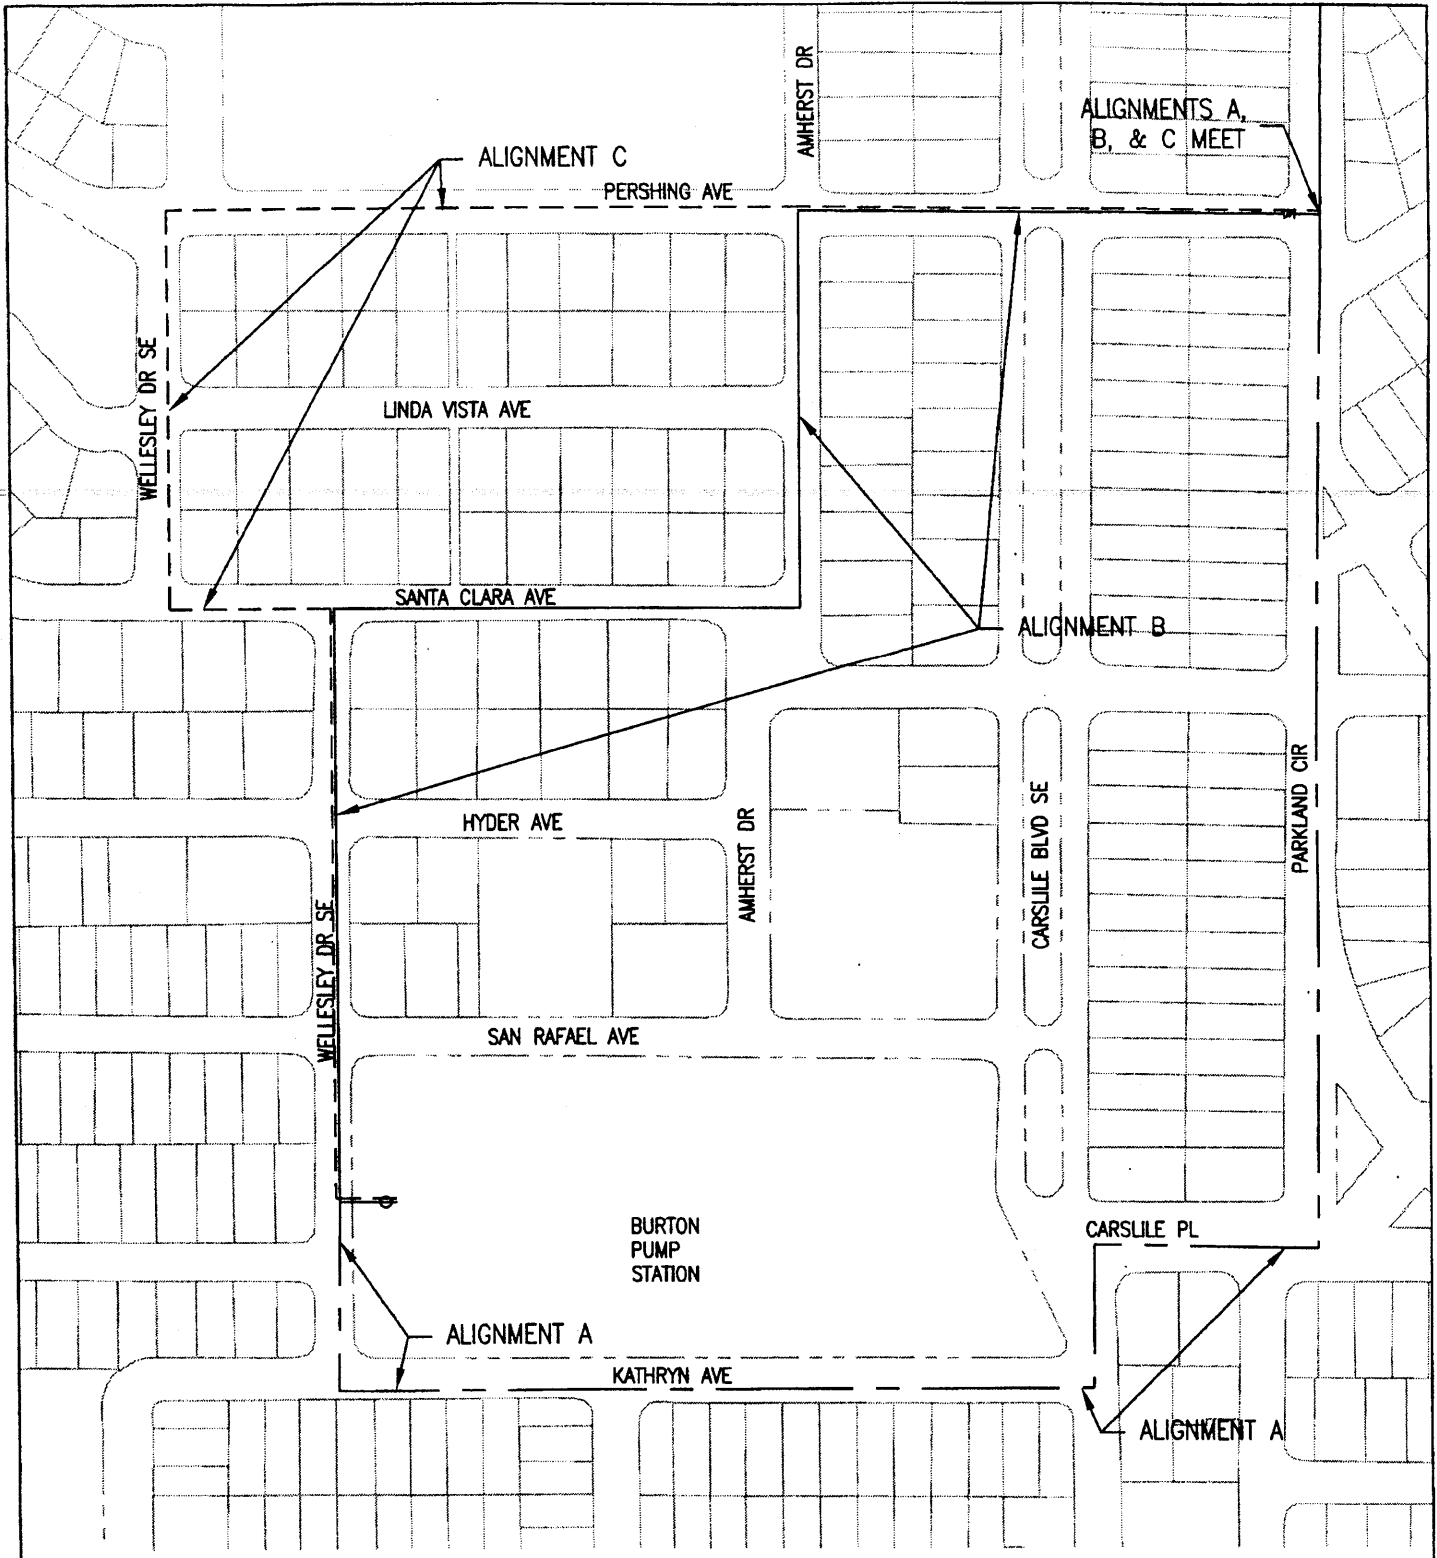 AMHERST DR
ALIGNMENTS A,
B, & C MEET
ALIGNMENT C
PERSHING AVE
WELLESLEY DR SE
LINDA VISTA AVE
SANTA CLARA AVE
ALIGNMENT B
HYDER AVE
AMHERST DR
CARSLILE BLVD SE
PARKLAND CIR
WELLESLEY DR SE
SAN RAFAEL AVE
BURTON
PUMP
STATION
CARSLILE PL
ALIGNMENT A
KATHRYN AVE
ALIGNMENT A